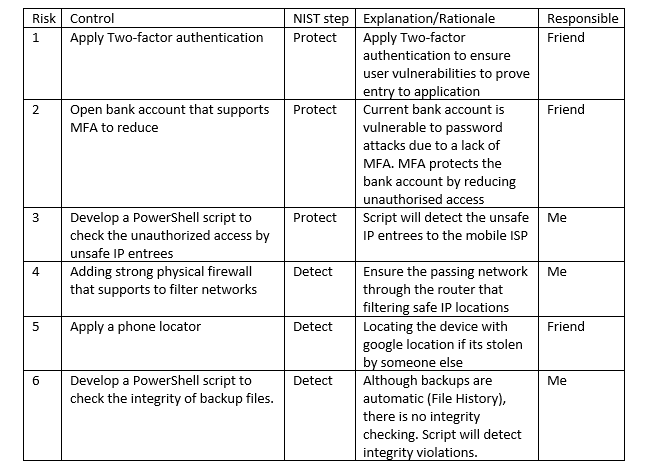 Risk Control NIST step Explanation/Rationale Responsible
1 Apply Two-factor authentication Protect Apply Two-factor Friend
authentication to ensure
user vulnerabilities to prove
entry to application
2 Open bank account that supports Protect Current bank account is Friend
MFA to reduce vulnerable to password
attacks due to a lack of
MFA. MFA protects the
bank account by reducing
unauthorised access
3 Develop a PowerShell script to Protect Script will detect the unsafe Me
check the unauthorized access by IP entrees to the mobile ISP
unsafe IP entrees
4 Adding strong physical firewall Detect Ensure the passing network Me
that supports to filter networks through the router that
filtering safe IP locations
5 Apply a phone locator Detect Locating the device with Friend
google location if its stolen
by someone else
6 Develop a PowerShell script to Detect Although backups are Me
check the integrity of backup files. automatic (File History),
there is no integrity
checking. Script will detect
integrity violations.